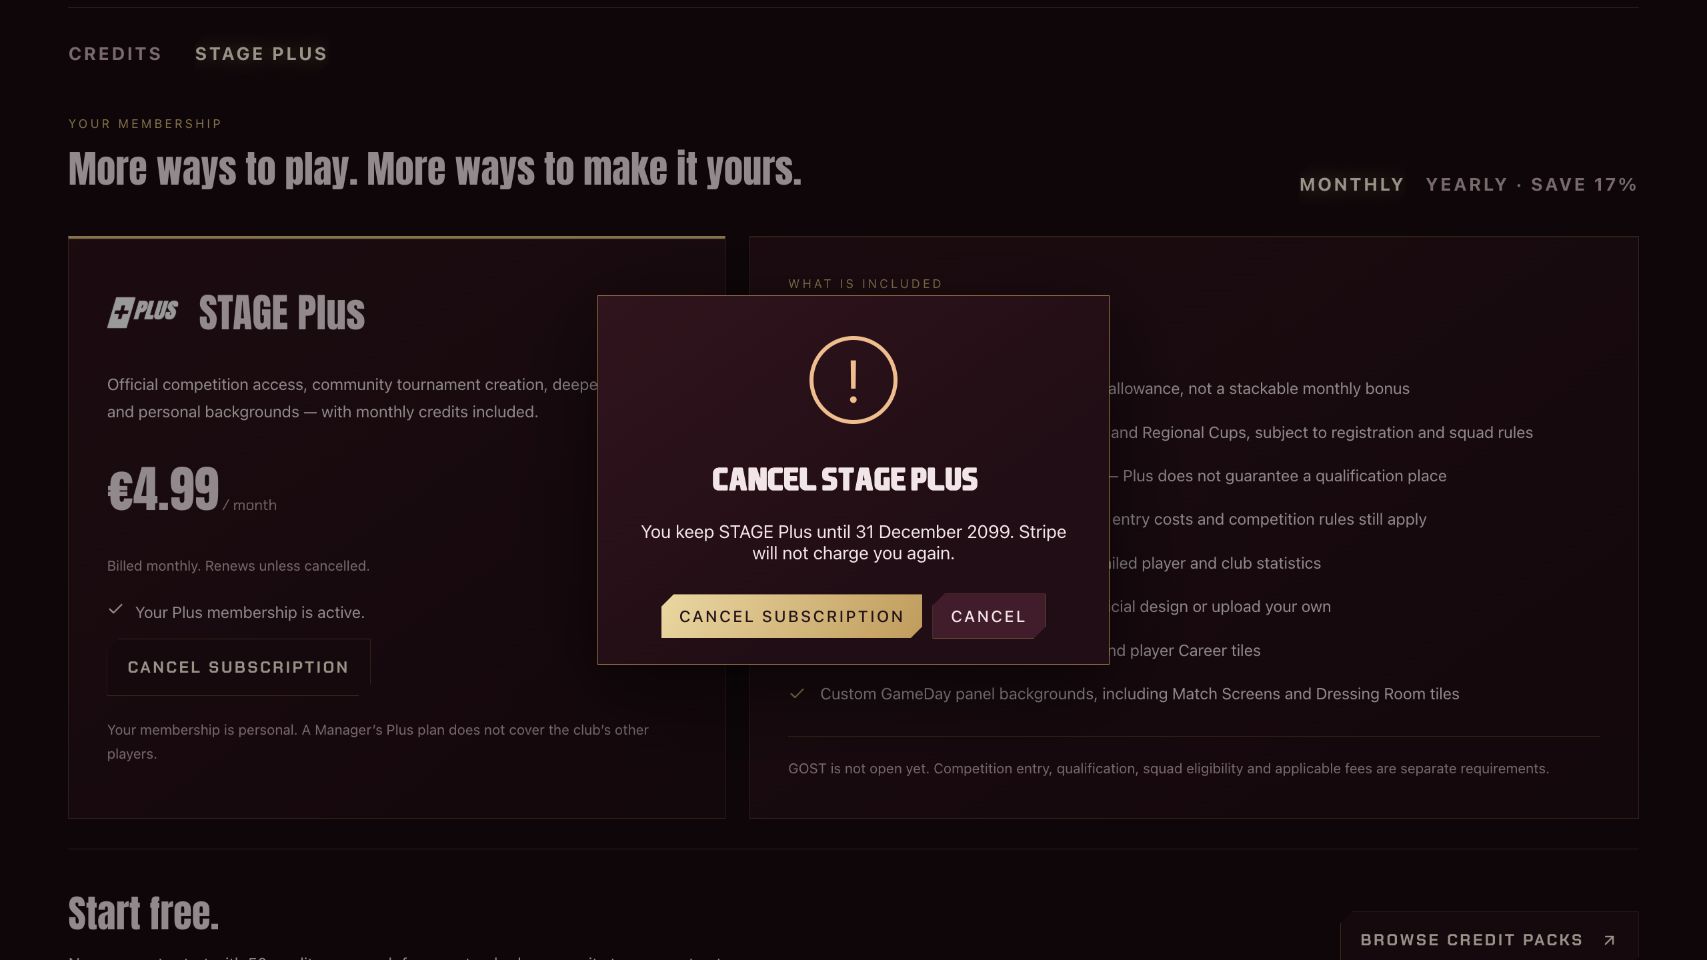 CREDITS
STAGE PLUS
YOUR MEMBERSHIP
More ways to play. More ways to make it yours.
MONTHLY
YEARLY · SAVE 17%
PLUS
STAGE Plus
Official competition access, community tournament creation,
and personal backgrounds — with monthly credits included.
€4.99 / month
Billed monthly. Renews unless cancelled.
Your Plus membership is active.
CANCEL SUBSCRIPTION
Your membership is personal. A Manager's Plus plan does not cover the club's other
players.
WHAT IS INCLUDED
allowance, not a stackable monthly bonus
and Regional Cups, subject to registration and squad rules
— Plus does not guarantee a qualification place
entry costs and competition rules still apply
player and club statistics
design or upload your own
player Career tiles
Custom GameDay panel backgrounds, including Match Screens and Dressing Room tiles
GOST is not open yet. Competition entry, qualification, squad eligibility and applicable fees are separate requirements.
CANCEL STAGE PLUS
You keep STAGE Plus until 31 December 2099. Stripe
will not charge you again.
CANCEL SUBSCRIPTION
CANCEL
Start free.
BROWSE CREDIT PACKS